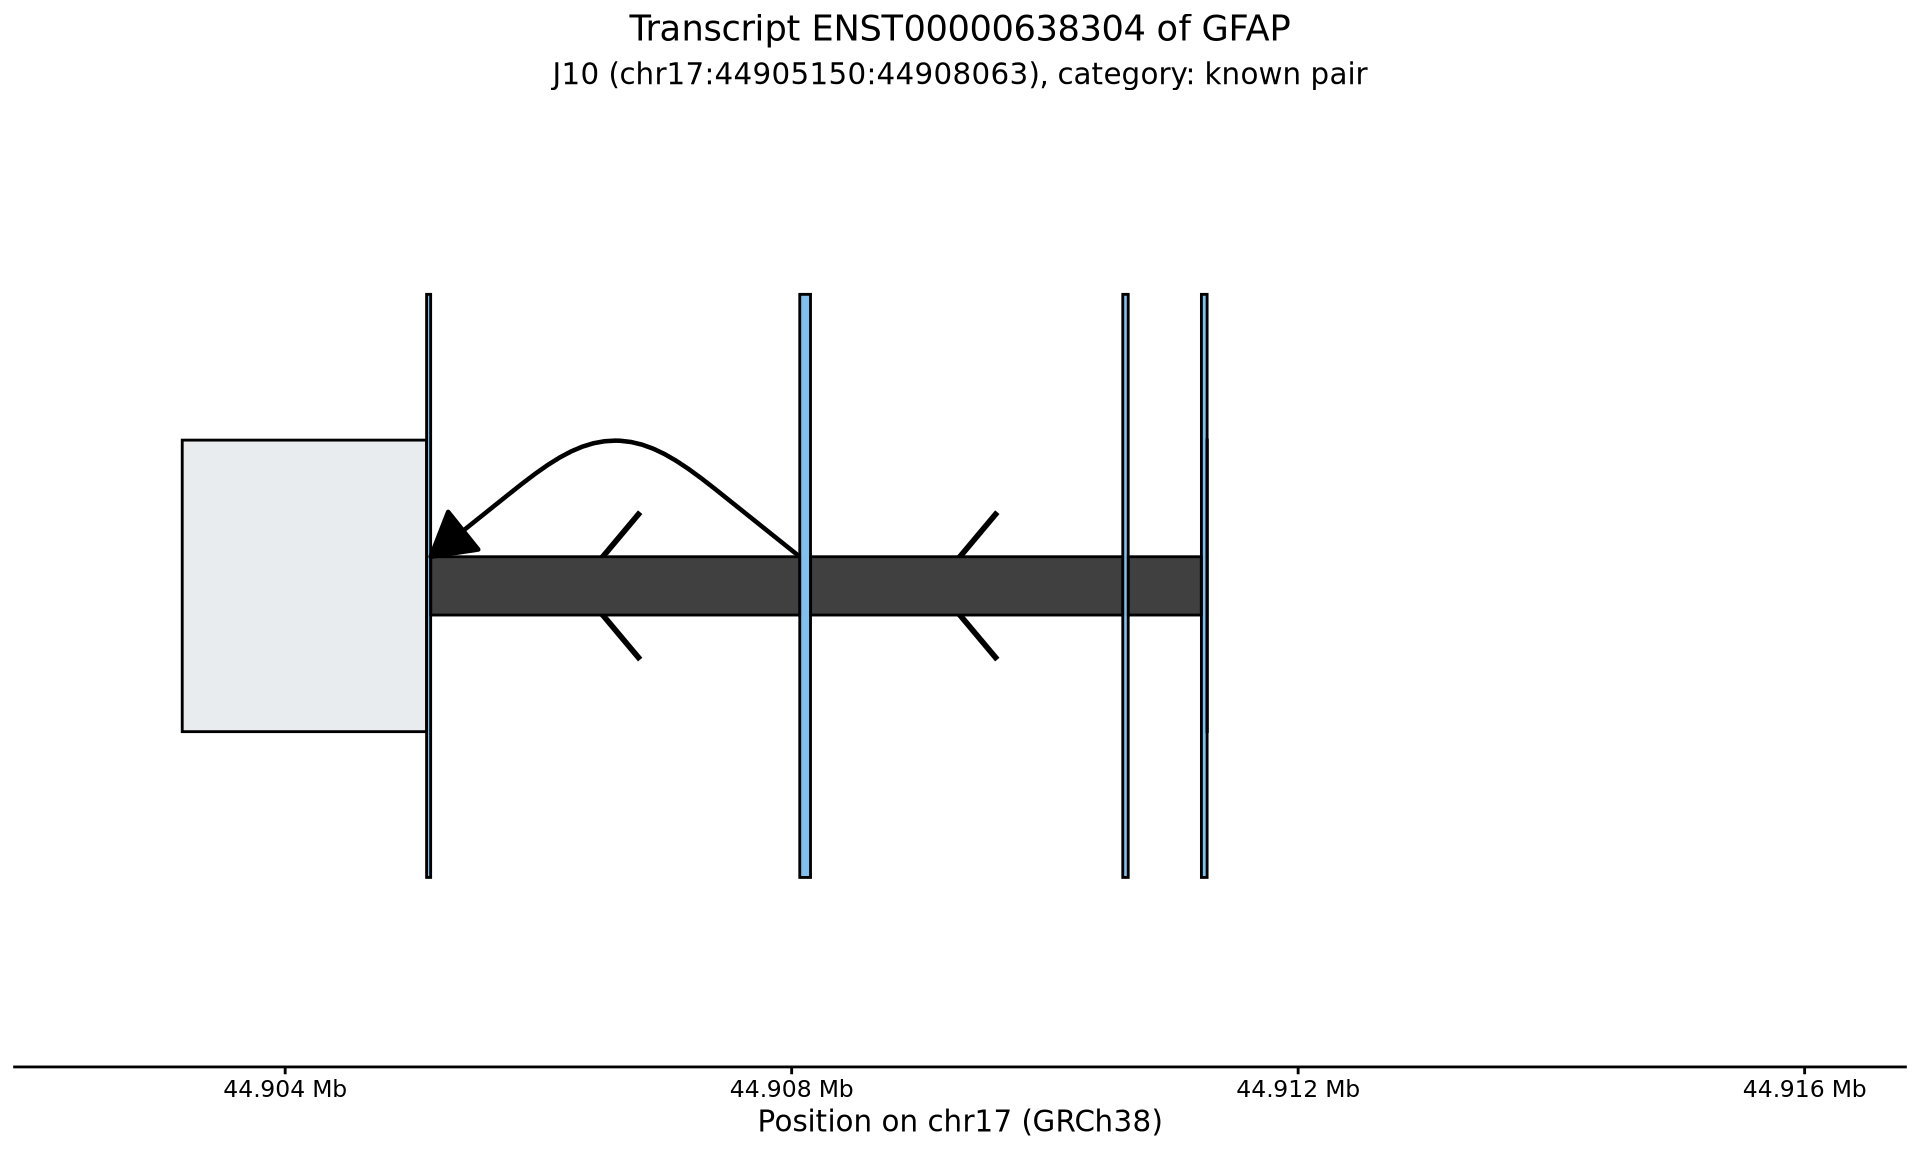 Transcript ENST00000638304 of GFAP
J10 (chr17:44905150:44908063), category: known pair
44.904 Mb
44.908 Mb
44.912 Mb
44.916 Mb
Position on chr17 (GRCh38)